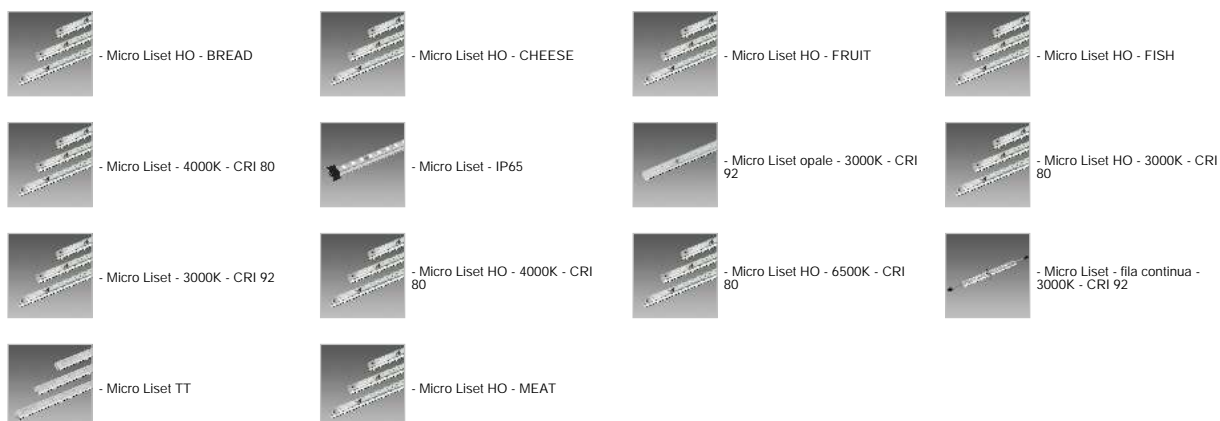 - Micro Liset HO - BREAD
- Micro Liset HO - CHEESE
- Micro Liset HO - FRUIT
- Micro Liset HO - FISH
- Micro Liset - 4000K - CRI 80
- Micro Liset - IP65
- Micro Liset opale - 3000K - CRI
92
- Micro Liset HO - 3000K - CRI
80
- Micro Liset - 3000K - CRI 92
- Micro Liset HO - 4000K - CRI
80
- Micro Liset HO - 6500K - CRI
80
- Micro Liset - fila continua -
3000K - CRI 92
- Micro Liset TT
- Micro Liset HO - MEAT